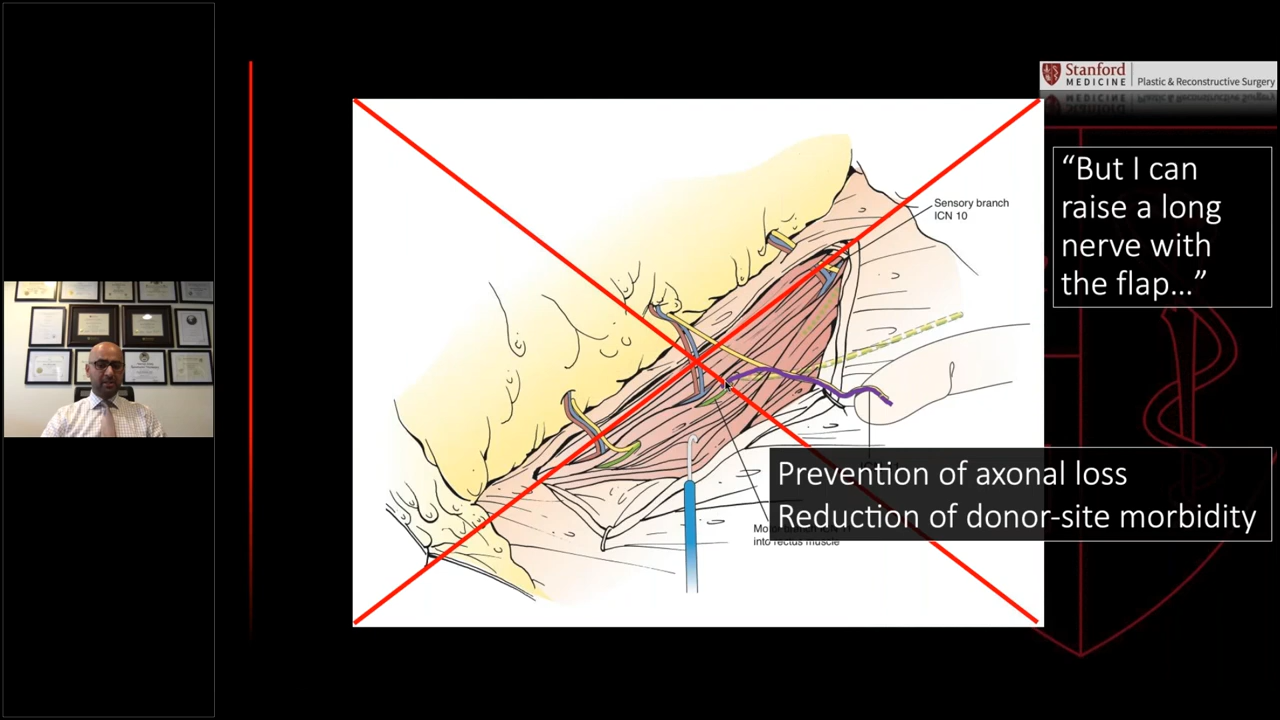 Stanford
MEDICINE
Plastic & Reconstructive Surgery
“But I can
raise a long
nerve with
the flap...”
Sensory branch
ICN 10
Prevention of axonal loss
Reduction of donor-site morbidity
into rectus muscle